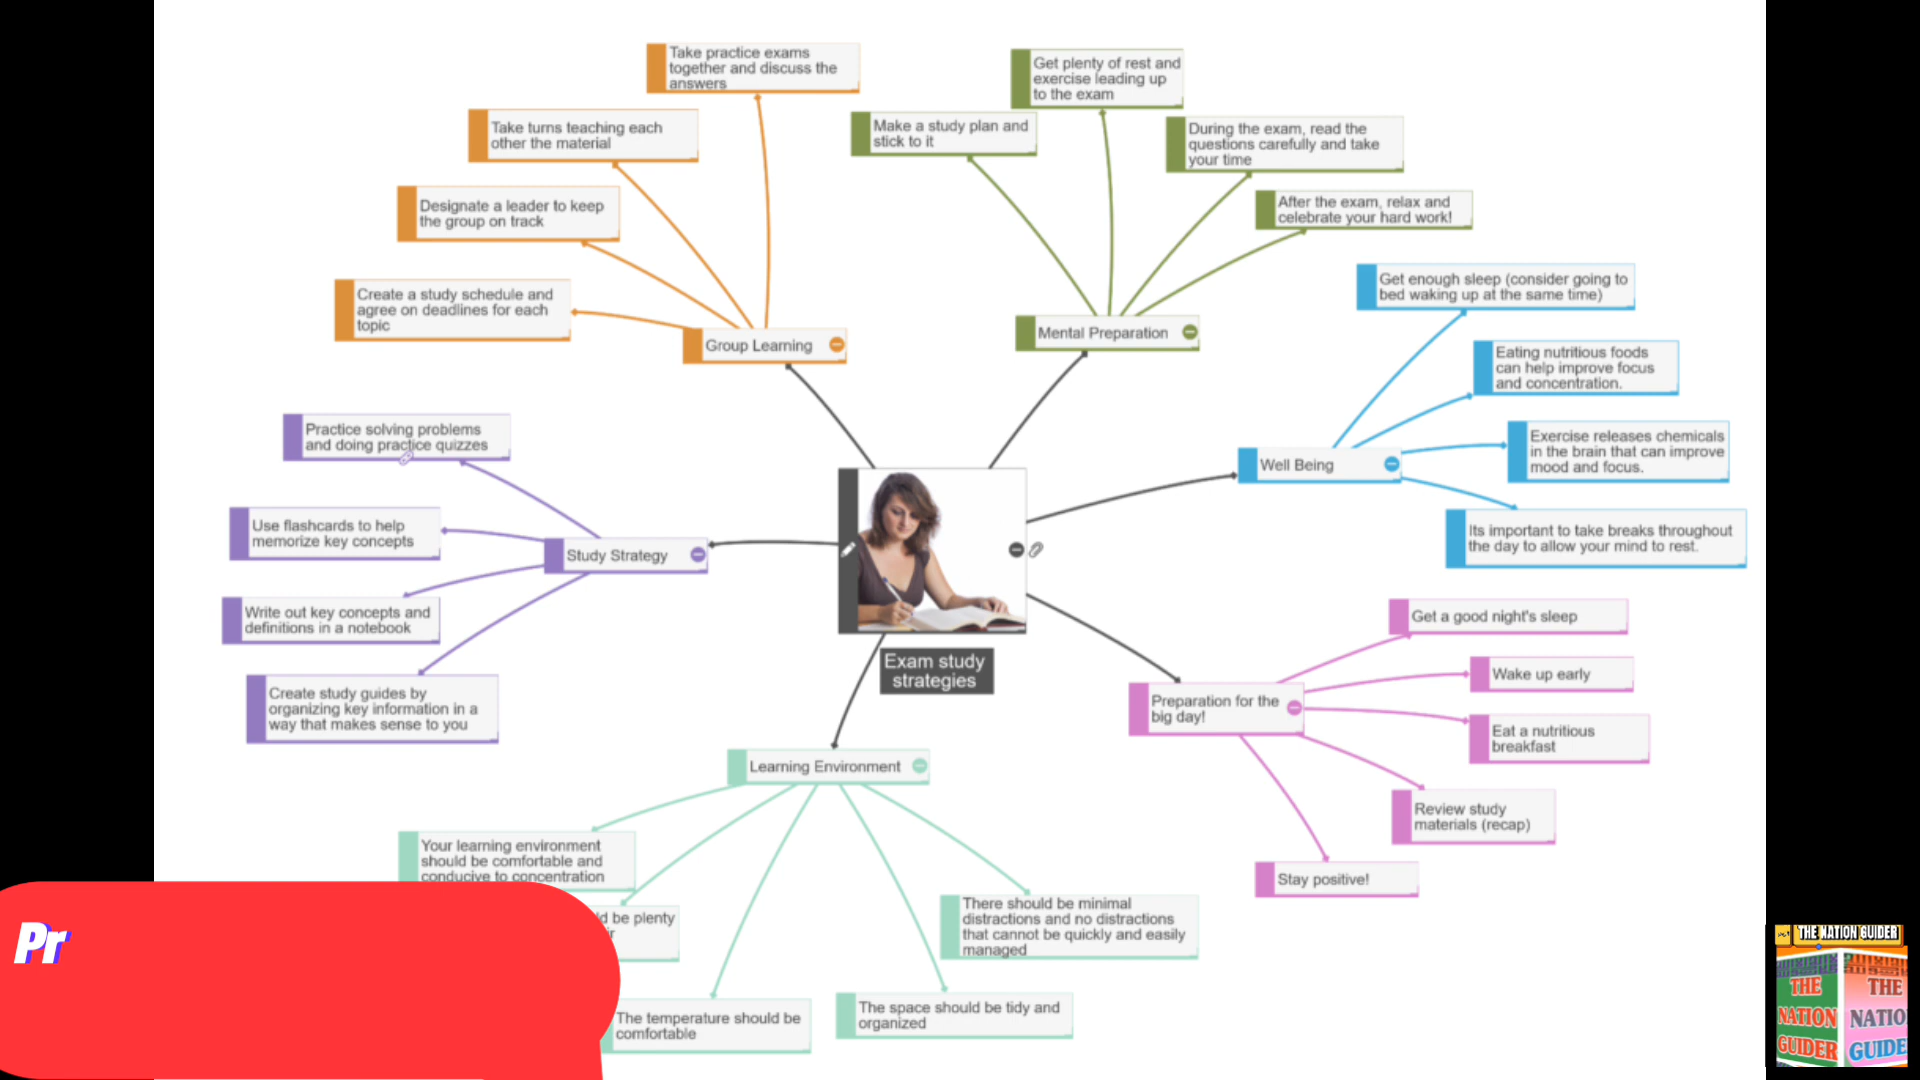 Take practice exams
together and discuss the
answers
Get plenty of rest and
exercise leading up
to the exam
Take turns teaching each
other the material
Make a study plan and
stick to it
During the exam, read the
questions carefully and take
your time
Designate a leader to keep
the group on track
After the exam, relax and
celebrate your hard work!
Create a study schedule and
agree on deadlines for each
topic
Group Learning
Mental Preparation
Get enough sleep (consider going to
bed waking up at the same time)
Eating nutritious foods
can help improve focus
and concentration.
Exercise releases chemicals
in the brain that can improve
mood and focus.
Well Being
Its important to take breaks throughout
the day to allow your mind to rest.
Practice solving problems
and doing practice quizzes
Use flashcards to help
memorize key concepts
Study Strategy
Write out key concepts and
definitions in a notebook
Create study guides by
organizing key information in a
way that makes sense to you
Exam study
strategies
Get a good night's sleep
Wake up early
Preparation for the
big day!
Eat a nutritious
breakfast
Review study
materials (recap)
Stay positive!
Learning Environment
Your learning environment
should be comfortable and
conducive to concentration
be plenty
There should be minimal
distractions and no distractions
that cannot be quickly and easily
managed
The temperature should be
comfortable
The space should be tidy and
organized
Pr
THE NATION GUIDER
THE
NATION
GUIDER
THE
NATIO
GUIDE